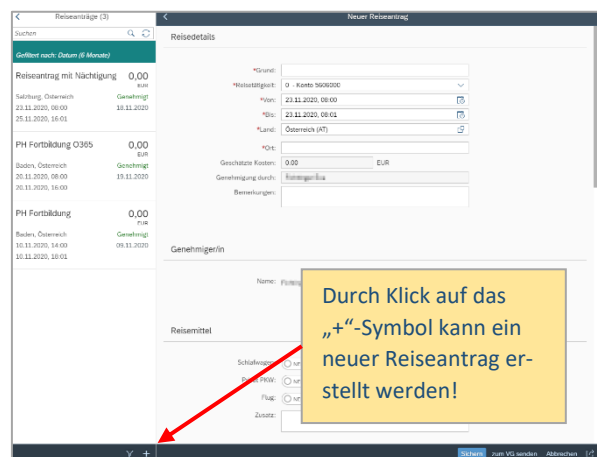 Reiseanträge (3)
Suchen
Gefiltert nach: Datum (6 Monate)
Reiseantrag mit Nächtigung 0,00
EUR
Salzburg, Österreich Genehmigt
23.11.2020, 08:00 19.11.2020
25.11.2020, 16:01
PH Fortbildung O365 0,00
EUR
Baden, Österreich Genehmigt
20.11.2020, 08:00 19.11.2020
20.11.2020, 16:00
PH Fortbildung 0,00
EUR
Baden, Österreich Genehmigt
10.11.2020, 14:00 09.11.2020
10.11.2020, 18:01
Neuer Reiseantrag
Reisedetails
*Grund:
*Reisetätigkeit: 0 - Konto 5606000
*Von: 23.11.2020, 08:00
*Bis: 23.11.2020, 08:01
*Land: Österreich (AT)
*Ort:
Geschätzte Kosten: 0.00 EUR
Genehmigung durch:
Bemerkungen:
Genehmiger/in
Name:
Reisemittel
Schlafwagen:
PKW:
Flug:
Zusatz:
Durch Klick auf das
„+“-Symbol kann ein
neuer Reiseantrag er-
stellt werden!
+
Sichern zum VG senden Abbrechen